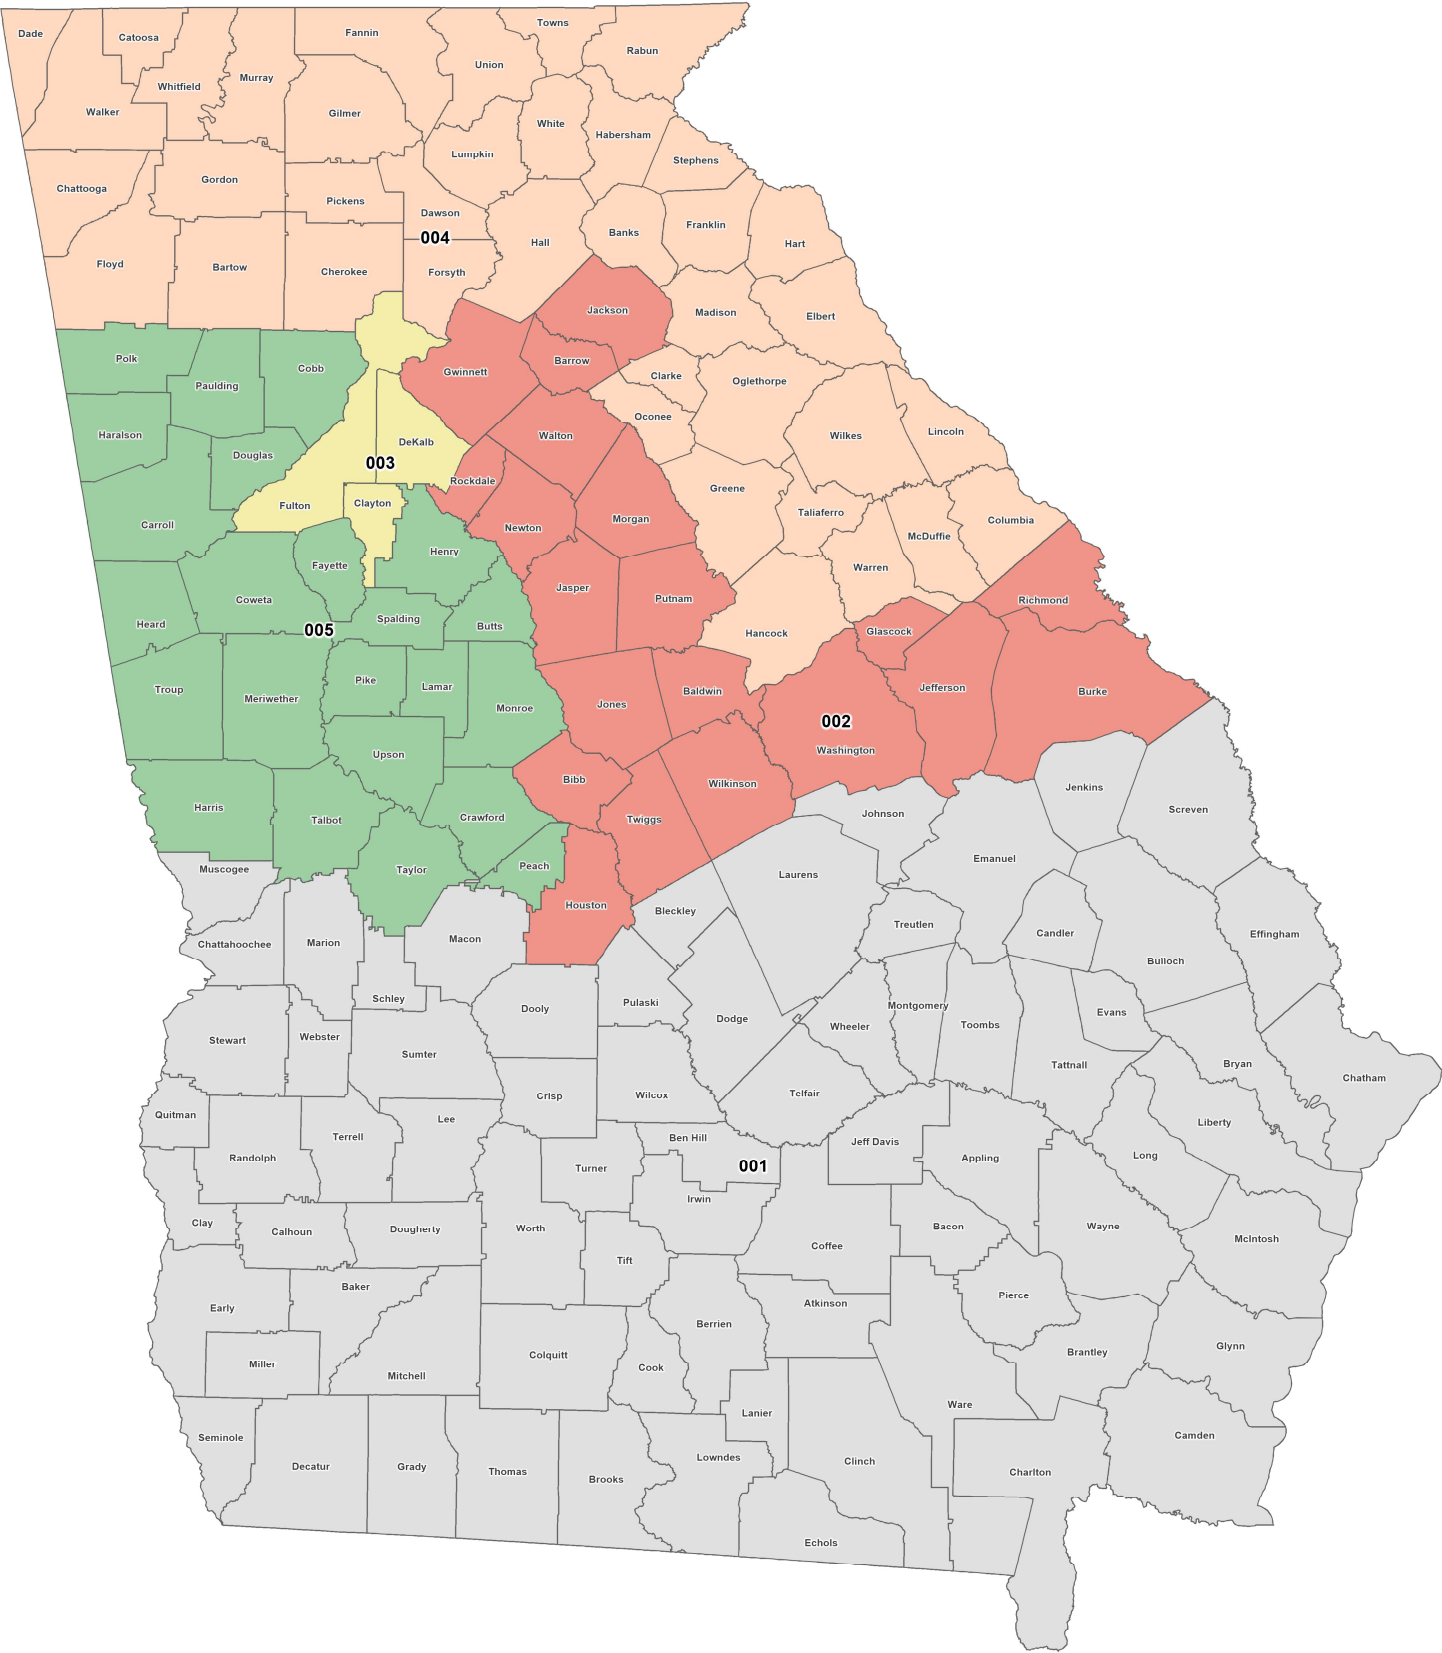 Dade
Catoosa
Fannin
Towns
Rabun
Union
Whitfield
Murray
Walker
Gilmer
White
Habersham
Lumpkin
Stephens
Chattooga
Gordon
Pickens
Dawson
Franklin
Banks
Hart
Hall
004
Floyd
Bartow
Cherokee
Forsyth
Jackson
Madison
Elbert
Polk
Cobb
Barrow
Gwinnett
Clarke
Oglethorpe
Paulding
Oconee
Haralson
Walton
Wilkes
Lincoln
DeKalb
Douglas
003
Rockdale
Greene
Fulton
Clayton
Taliaferro
Carroll
Newton
Morgan
Columbia
McDuffie
Henry
Fayette
Warren
Jasper
Coweta
Putnam
Richmond
Heard
Spalding
Butts
005
Hancock
Glascock
Troup
Meriwether
Pike
Lamar
Baldwin
Jefferson
Burke
Monroe
Jones
002
Washington
Upson
Bibb
Wilkinson
Jenkins
Harris
Talbot
Crawford
Twiggs
Johnson
Screven
Muscogee
Taylor
Peach
Emanuel
Laurens
Houston
Bleckley
Treutlen
Chattahoochee
Marion
Macon
Candler
Effingham
Bulloch
Schley
Dooly
Pulaski
Dodge
Montgomery
Wheeler
Toombs
Evans
Stewart
Webster
Sumter
Tattnall
Bryan
Chatham
Quitman
Crisp
Wilcox
Telfair
Lee
Liberty
Terrell
Ben Hill
Jeff Davis
Randolph
Turner
001
Appling
Long
Irwin
Clay
Calhoun
Dougherty
Worth
Coffee
Bacon
Wayne
McIntosh
Tift
Baker
Early
Atkinson
Pierce
Berrien
Miller
Mitchell
Colquitt
Cook
Brantley
Glynn
Lanier
Ware
Seminole
Camden
Decatur
Grady
Thomas
Brooks
Lowndes
Clinch
Charlton
Echols